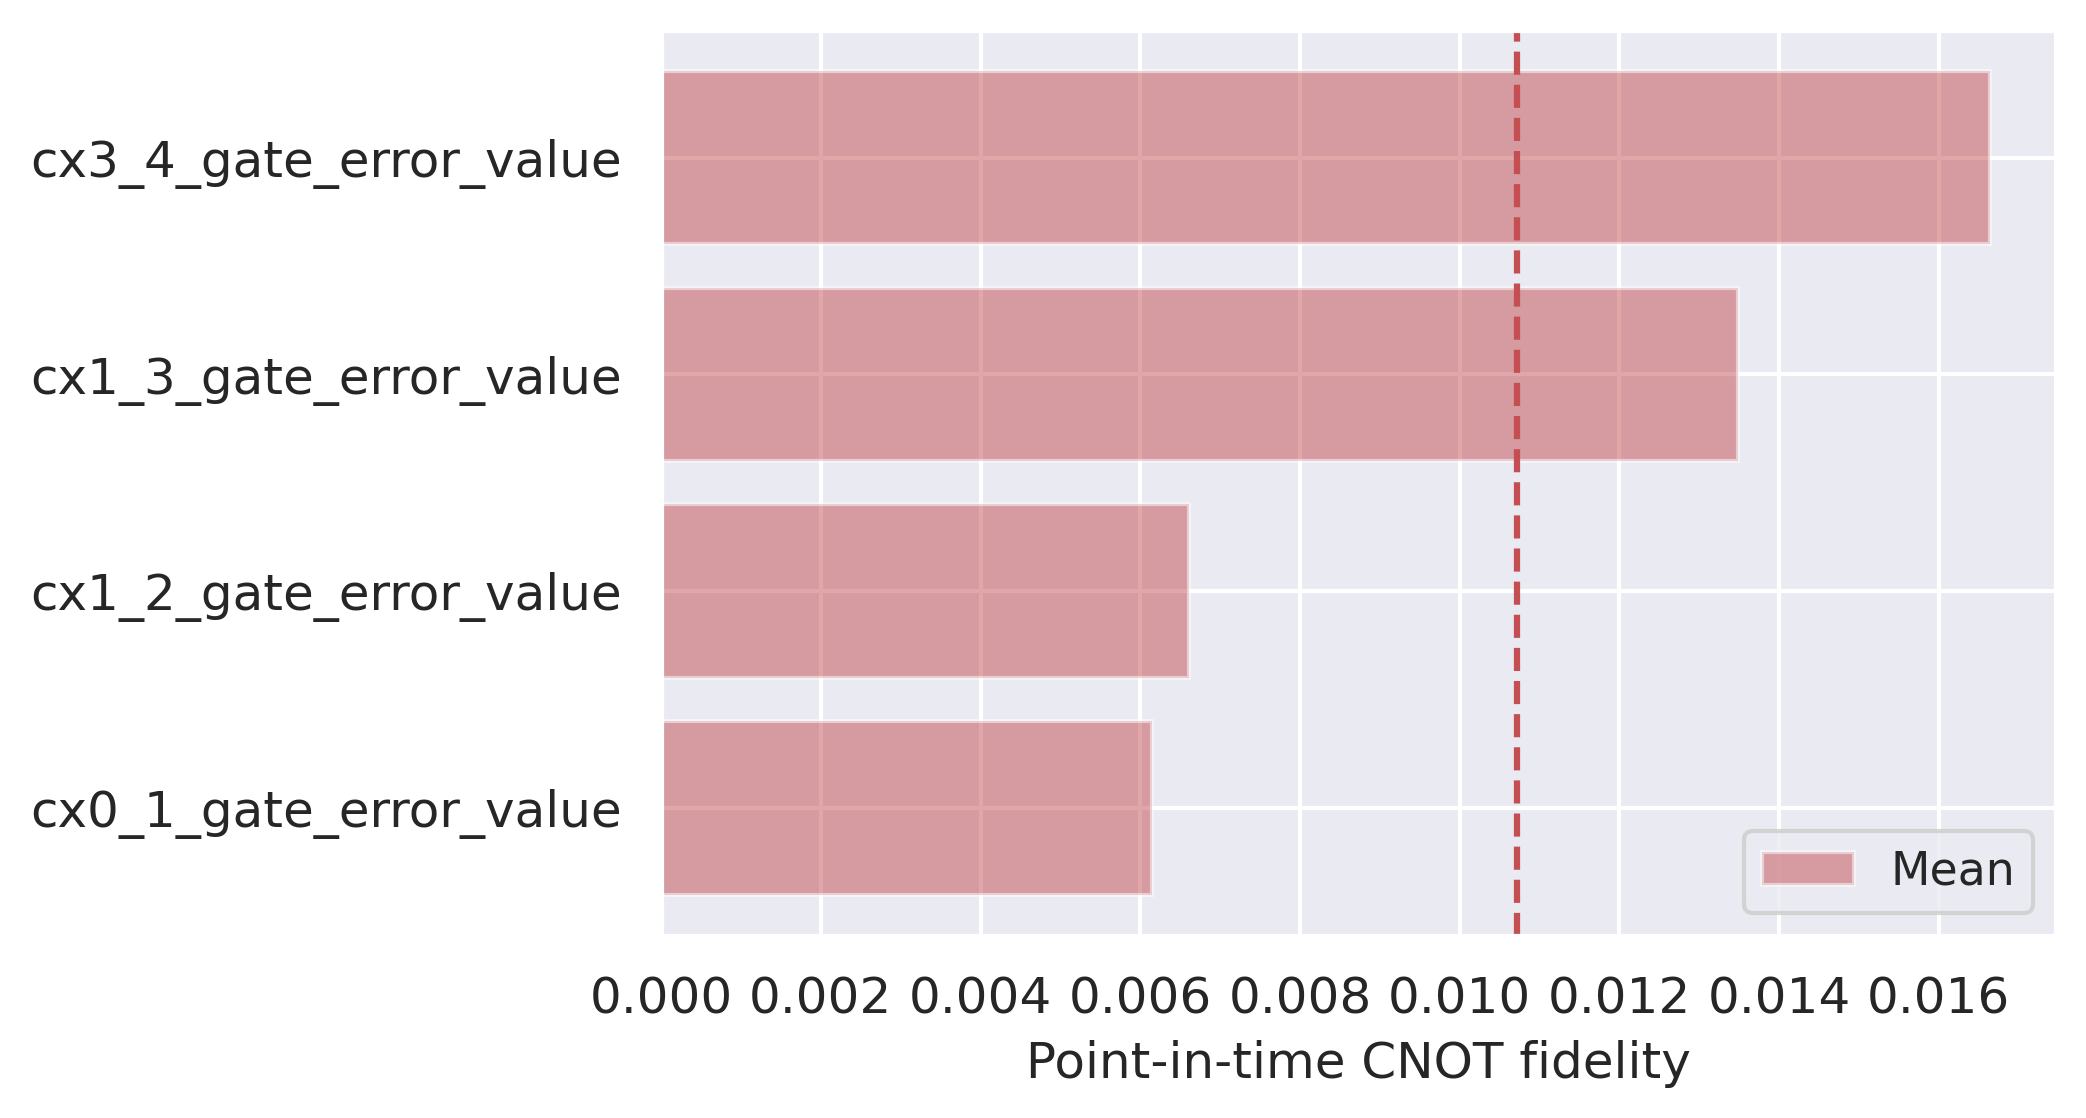 cx3_4_gate_error_value
cx1_3_gate_error_value
cx1_2_gate_error_value
cx0_1_gate_error_value
Mean
0.000 0.002 0.004 0.006 0.008 0.010 0.012 0.014 0.016
Point-in-time CNOT fidelity